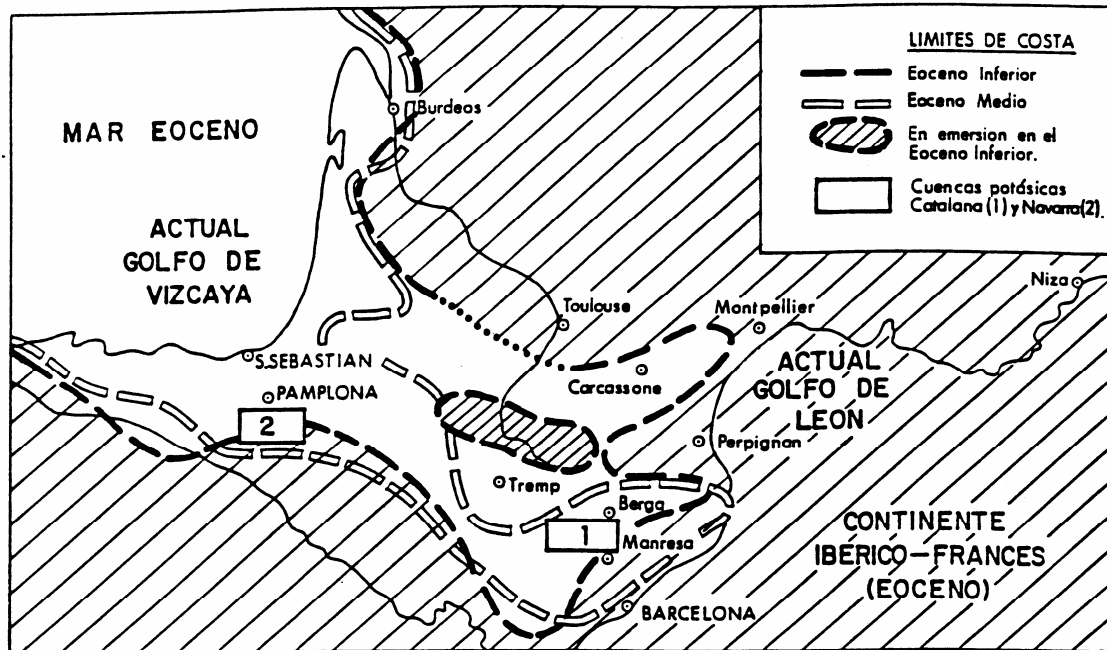 LIMITES DE COSTA
Eoceno Inferior
Eoceno Medio
En emersion en el
Eoceno Inferior.
Cuencas potásicas
Catalana (1) y Navarra(2).
MAR EOCENO
Burdeos
ACTUAL
GOLFO DE
VIZCAYA
Niza
Toulouse
Montpellier
S.SEBASTIAN
Carcassone
ACTUAL
GOLFO DE
LEON
PAMPLONA
2
Perpignan
Tremp
Berga
1
Manresa
CONTINENTE
IBERICO-FRANCES
(EOCENO)
BARCELONA